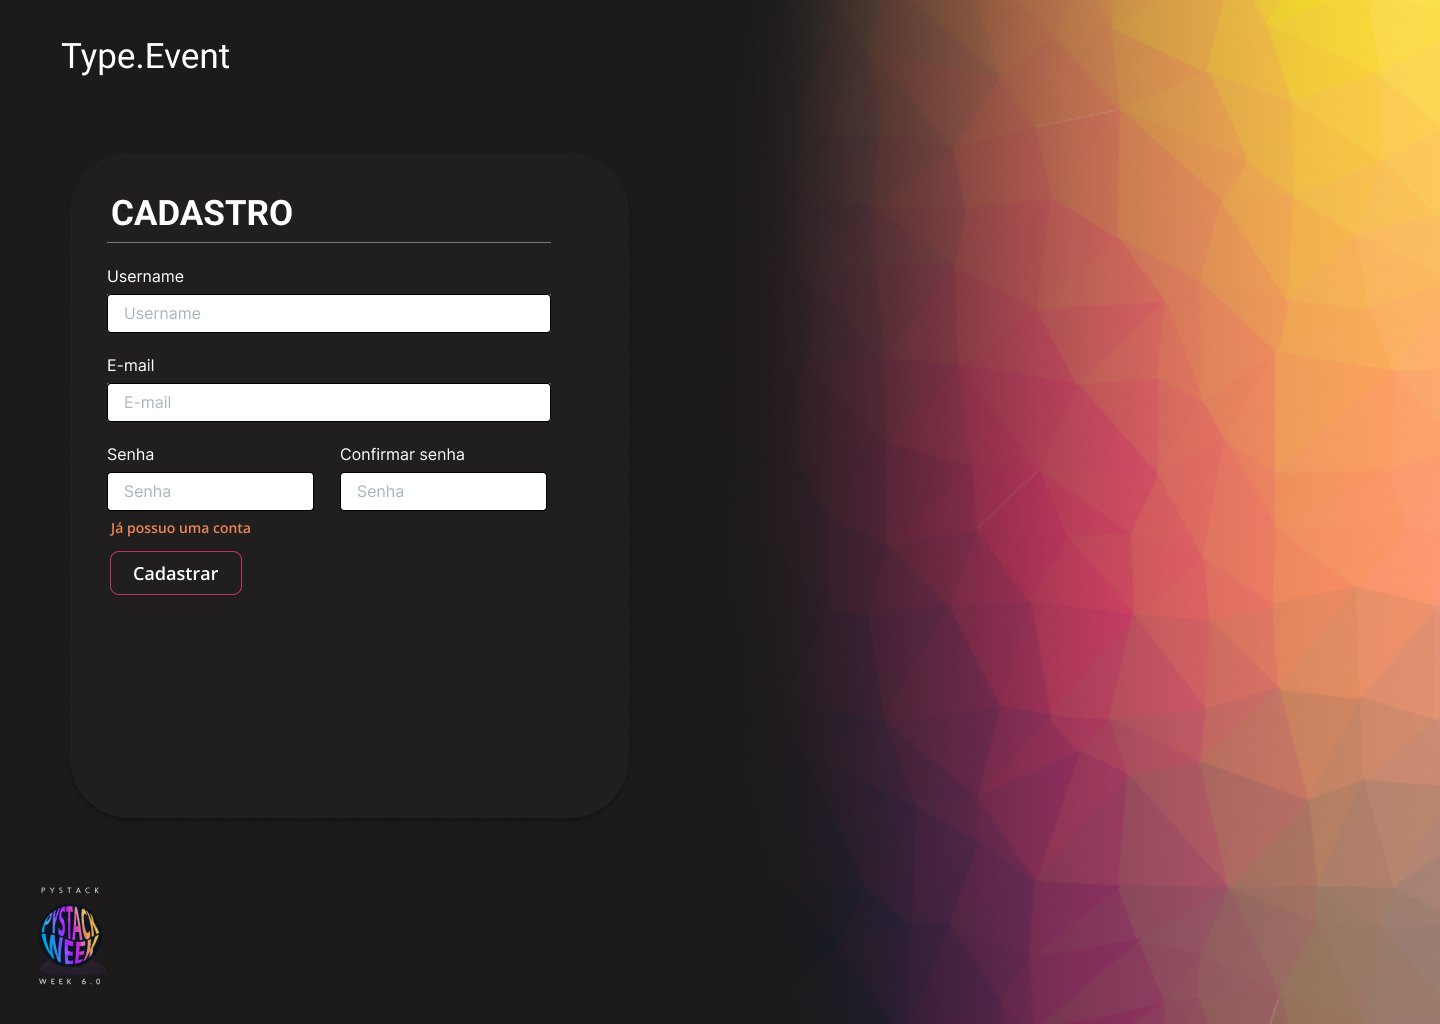 Type.Event
CADASTRO
Username
Username
E-mail
E-mail
Senha Confirmar senha
Senha Senha
Já possuo uma conta
Cadastrar
PYSTACK
PYSTACK
WEEK
WEEK 6.0